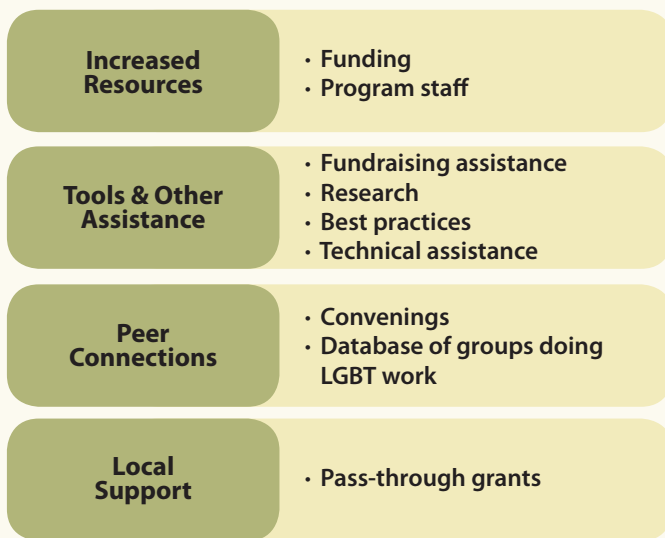 Increased
Resources
· Funding
· Program staff
Tools & Other
Assistance
· Fundraising assistance
· Research
· Best practices
· Technical assistance
Peer
Connections
· Convenings
· Database of groups doing
LGBT work
Local
Support
· Pass-through grants